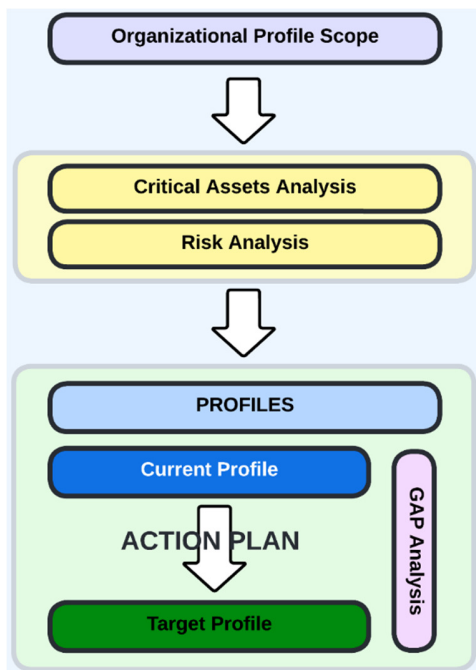 Organizational Profile Scope
Critical Assets Analysis
Risk Analysis
PROFILES
Current Profile
GAP Analysis
ACTION PLAN
Target Profile